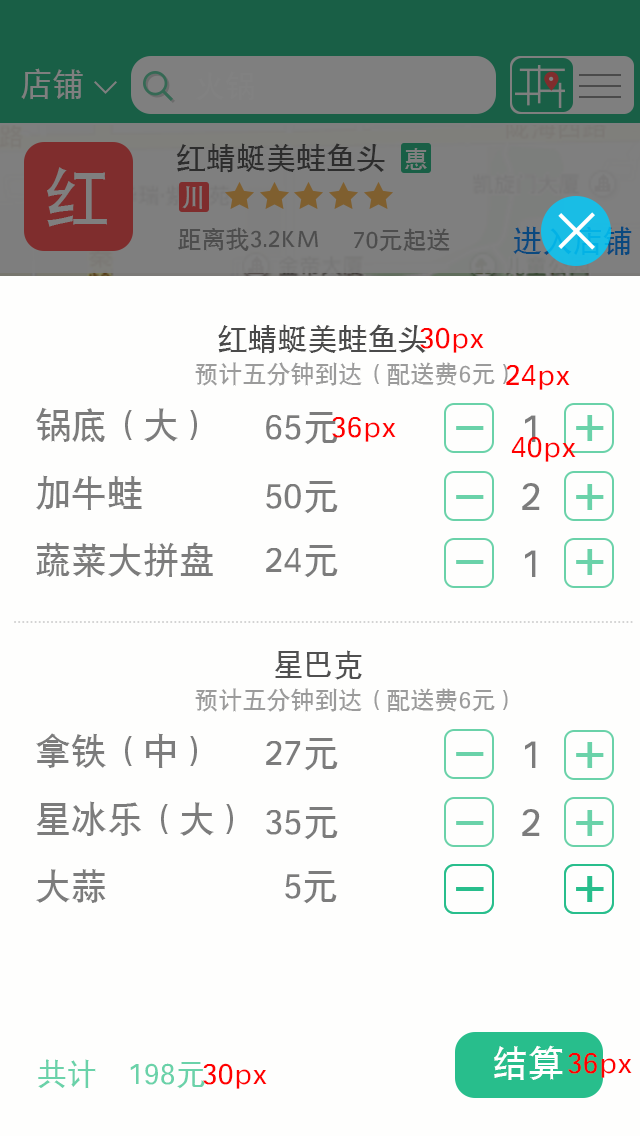 店铺
红
红蜻蜓美蛙鱼头 惠
川
距离我3.2KM 70元起送 进入店铺
红蜻蜓美蛙鱼头30px
预计五分钟到达（配送费6元）24px
锅底（大） 65元36px 1
40px
加牛蛙 50元 2
蔬菜大拼盘 24元 1
星巴克
预计五分钟到达（配送费6元）
拿铁（中） 27元 1
星冰乐（大） 35元 2
大蒜 5元
共计 198元30px 结算36px